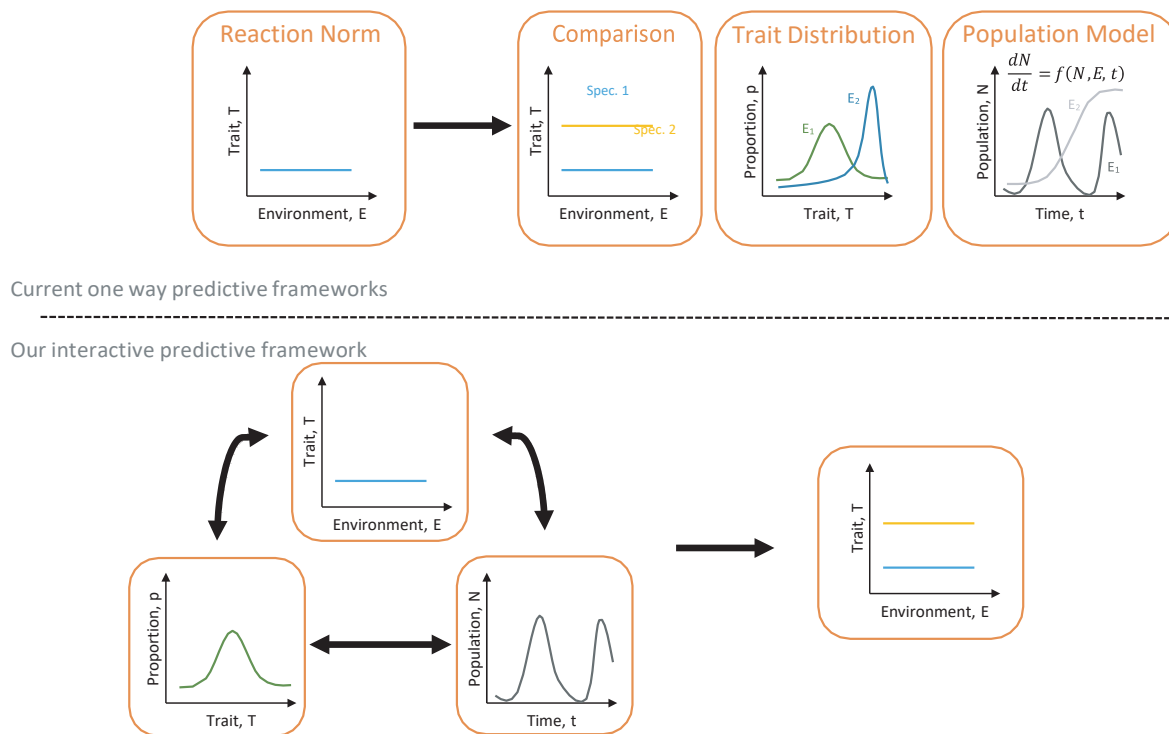 Reaction Norm
Trait, T
Environment, E
Comparison
Spec. 1
Spec. 2
Trait, T
Environment, E
Trait Distribution
E₂
E₁
Proportion, p
Trait, T
Population Model
dN/dt = f(N, E, t)
E₂
E₁
Population, N
Time, t
Current one way predictive frameworks
Our interactive predictive framework
Trait, T
Environment, E
Proportion, p
Trait, T
Population, N
Time, t
Trait, T
Environment, E